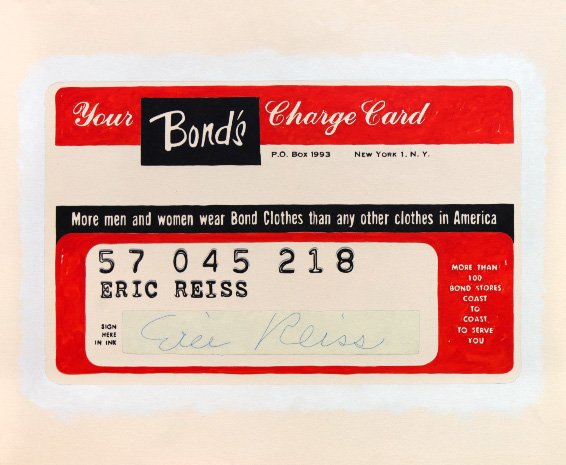 Your Bond's Charge Card
P.O. Box 1993 New York 1, N. Y.
More men and women wear Bond Clothes than any other clothes in America
57 045 218
ERIC REISS
SIGN
HERE
IN INK
Eric Reiss
MORE THAN
100
BOND STORES
COAST
TO
COAST
TO SERVE
YOU